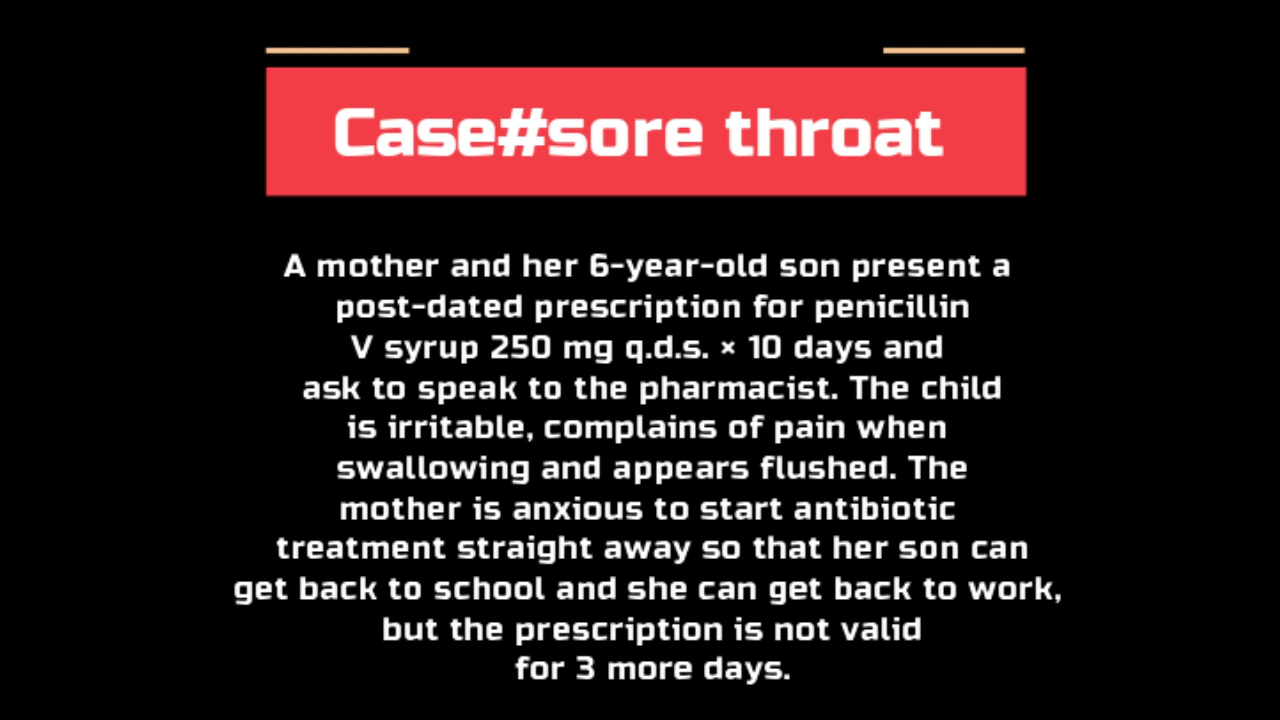 Case#sore throat
A mother and her 6-year-old son present a
post-dated prescription for penicillin
V syrup 250 mg q.d.s. × 10 days and
ask to speak to the pharmacist. The child
is irritable, complains of pain when
swallowing and appears flushed. The
mother is anxious to start antibiotic
treatment straight away so that her son can
get back to school and she can get back to work,
but the prescription is not valid
for 3 more days.